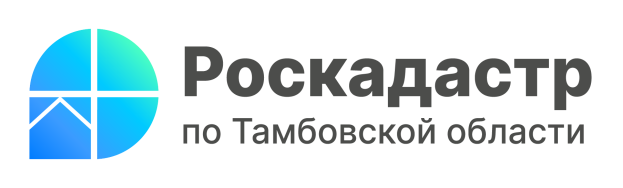 Роскадастр
по Тамбовской области